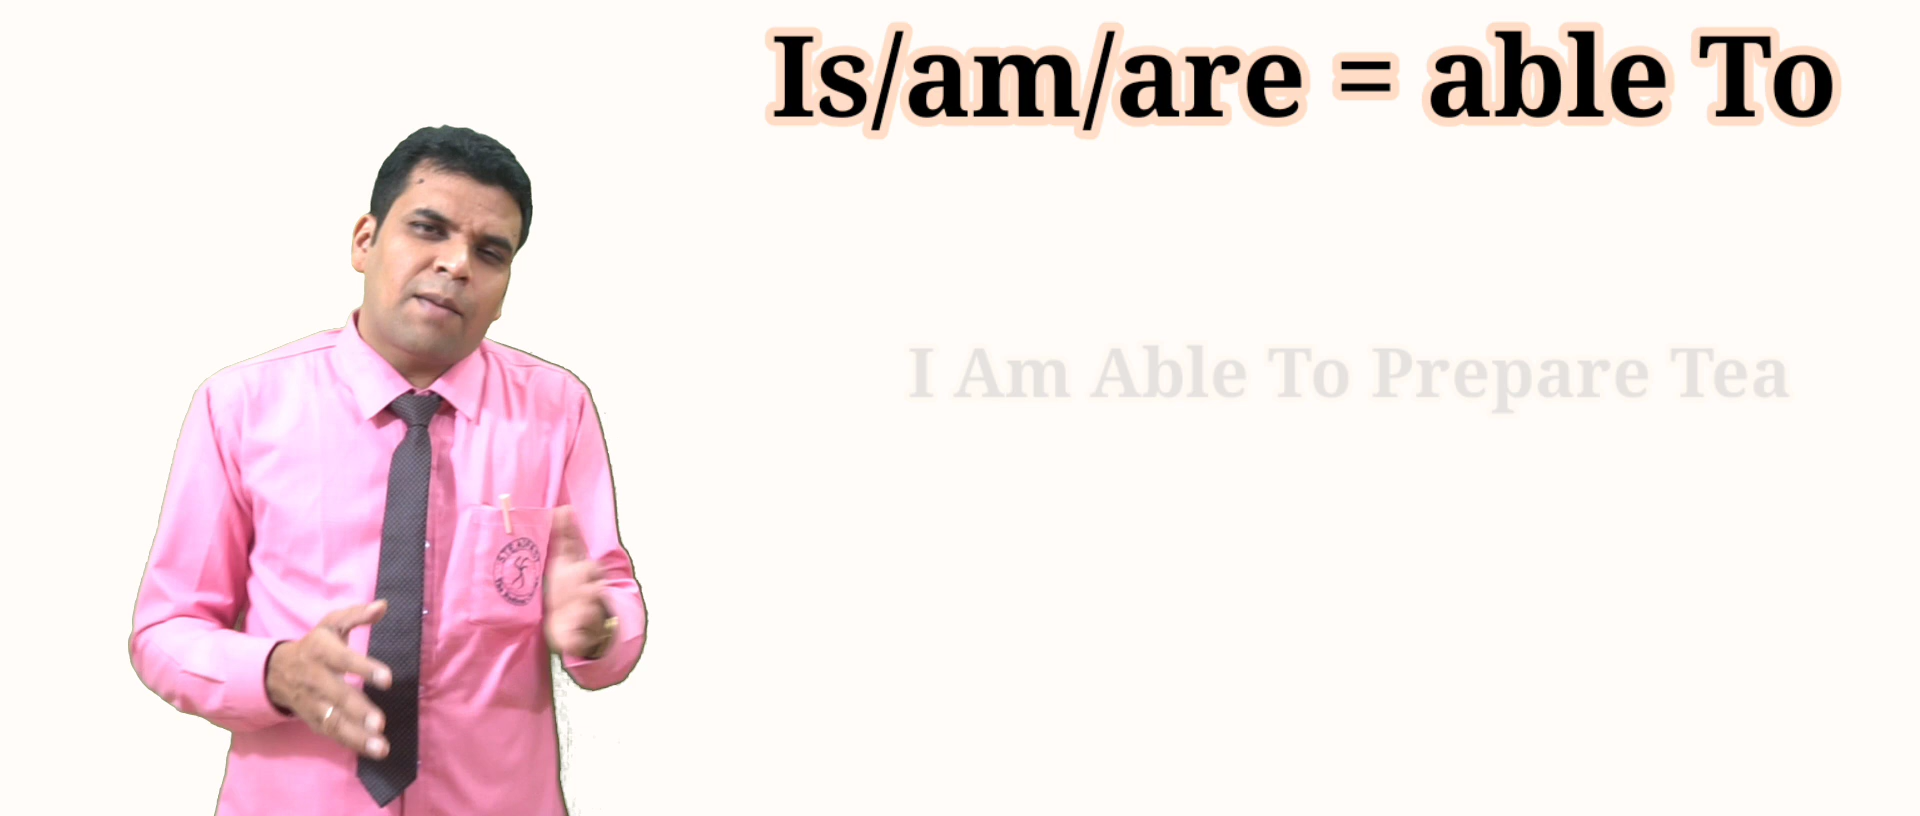 Is/am/are = able To
I Am Able To Prepare Tea